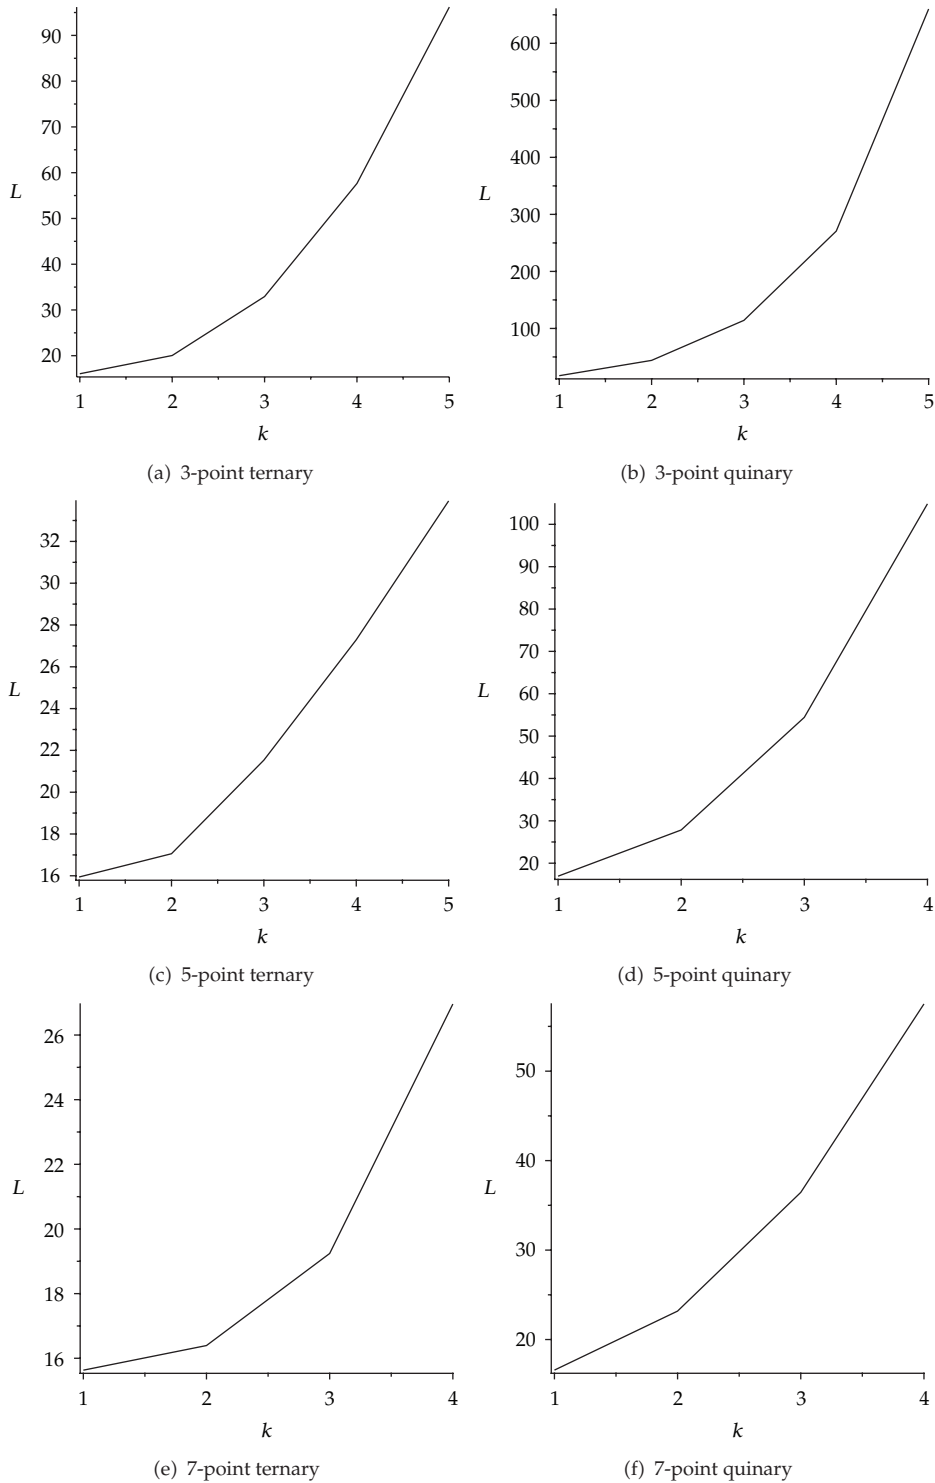 90
80
70
60
50
40
30
20
L
1 2 3 4 5
k
(a) 3-point ternary
600
500
400
300
200
100
L
1 2 3 4 5
k
(b) 3-point quinary
32
30
28
26
24
22
20
18
16
L
1 2 3 4 5
k
(c) 5-point ternary
100
90
80
70
60
50
40
30
20
L
1 2 3 4
k
(d) 5-point quinary
26
24
22
20
18
16
L
1 2 3 4
k
(e) 7-point ternary
50
40
30
20
L
1 2 3 4
k
(f) 7-point quinary